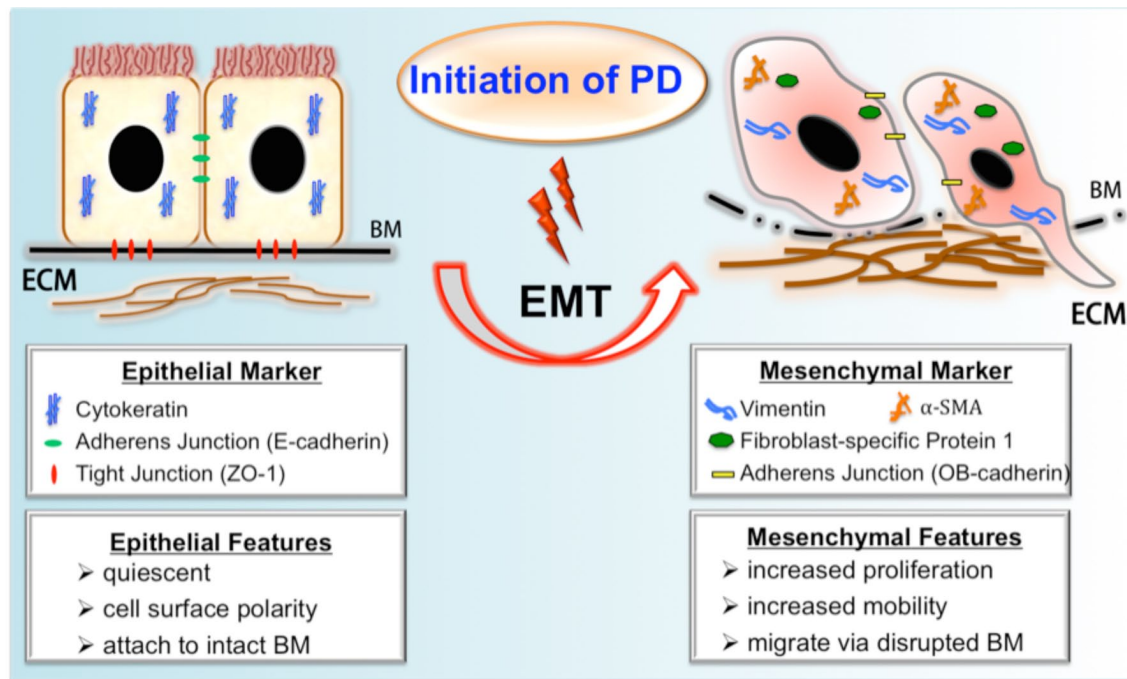 Initiation of PD
BM
ECM
EMT
BM
ECM
Epithelial Marker
Cytokeratin
Adherens Junction (E-cadherin)
Tight Junction (ZO-1)
Mesenchymal Marker
Vimentin α-SMA
Fibroblast-specific Protein 1
Adherens Junction (OB-cadherin)
Epithelial Features
➢ quiescent
➢ cell surface polarity
➢ attach to intact BM
Mesenchymal Features
➢ increased proliferation
➢ increased mobility
➢ migrate via disrupted BM